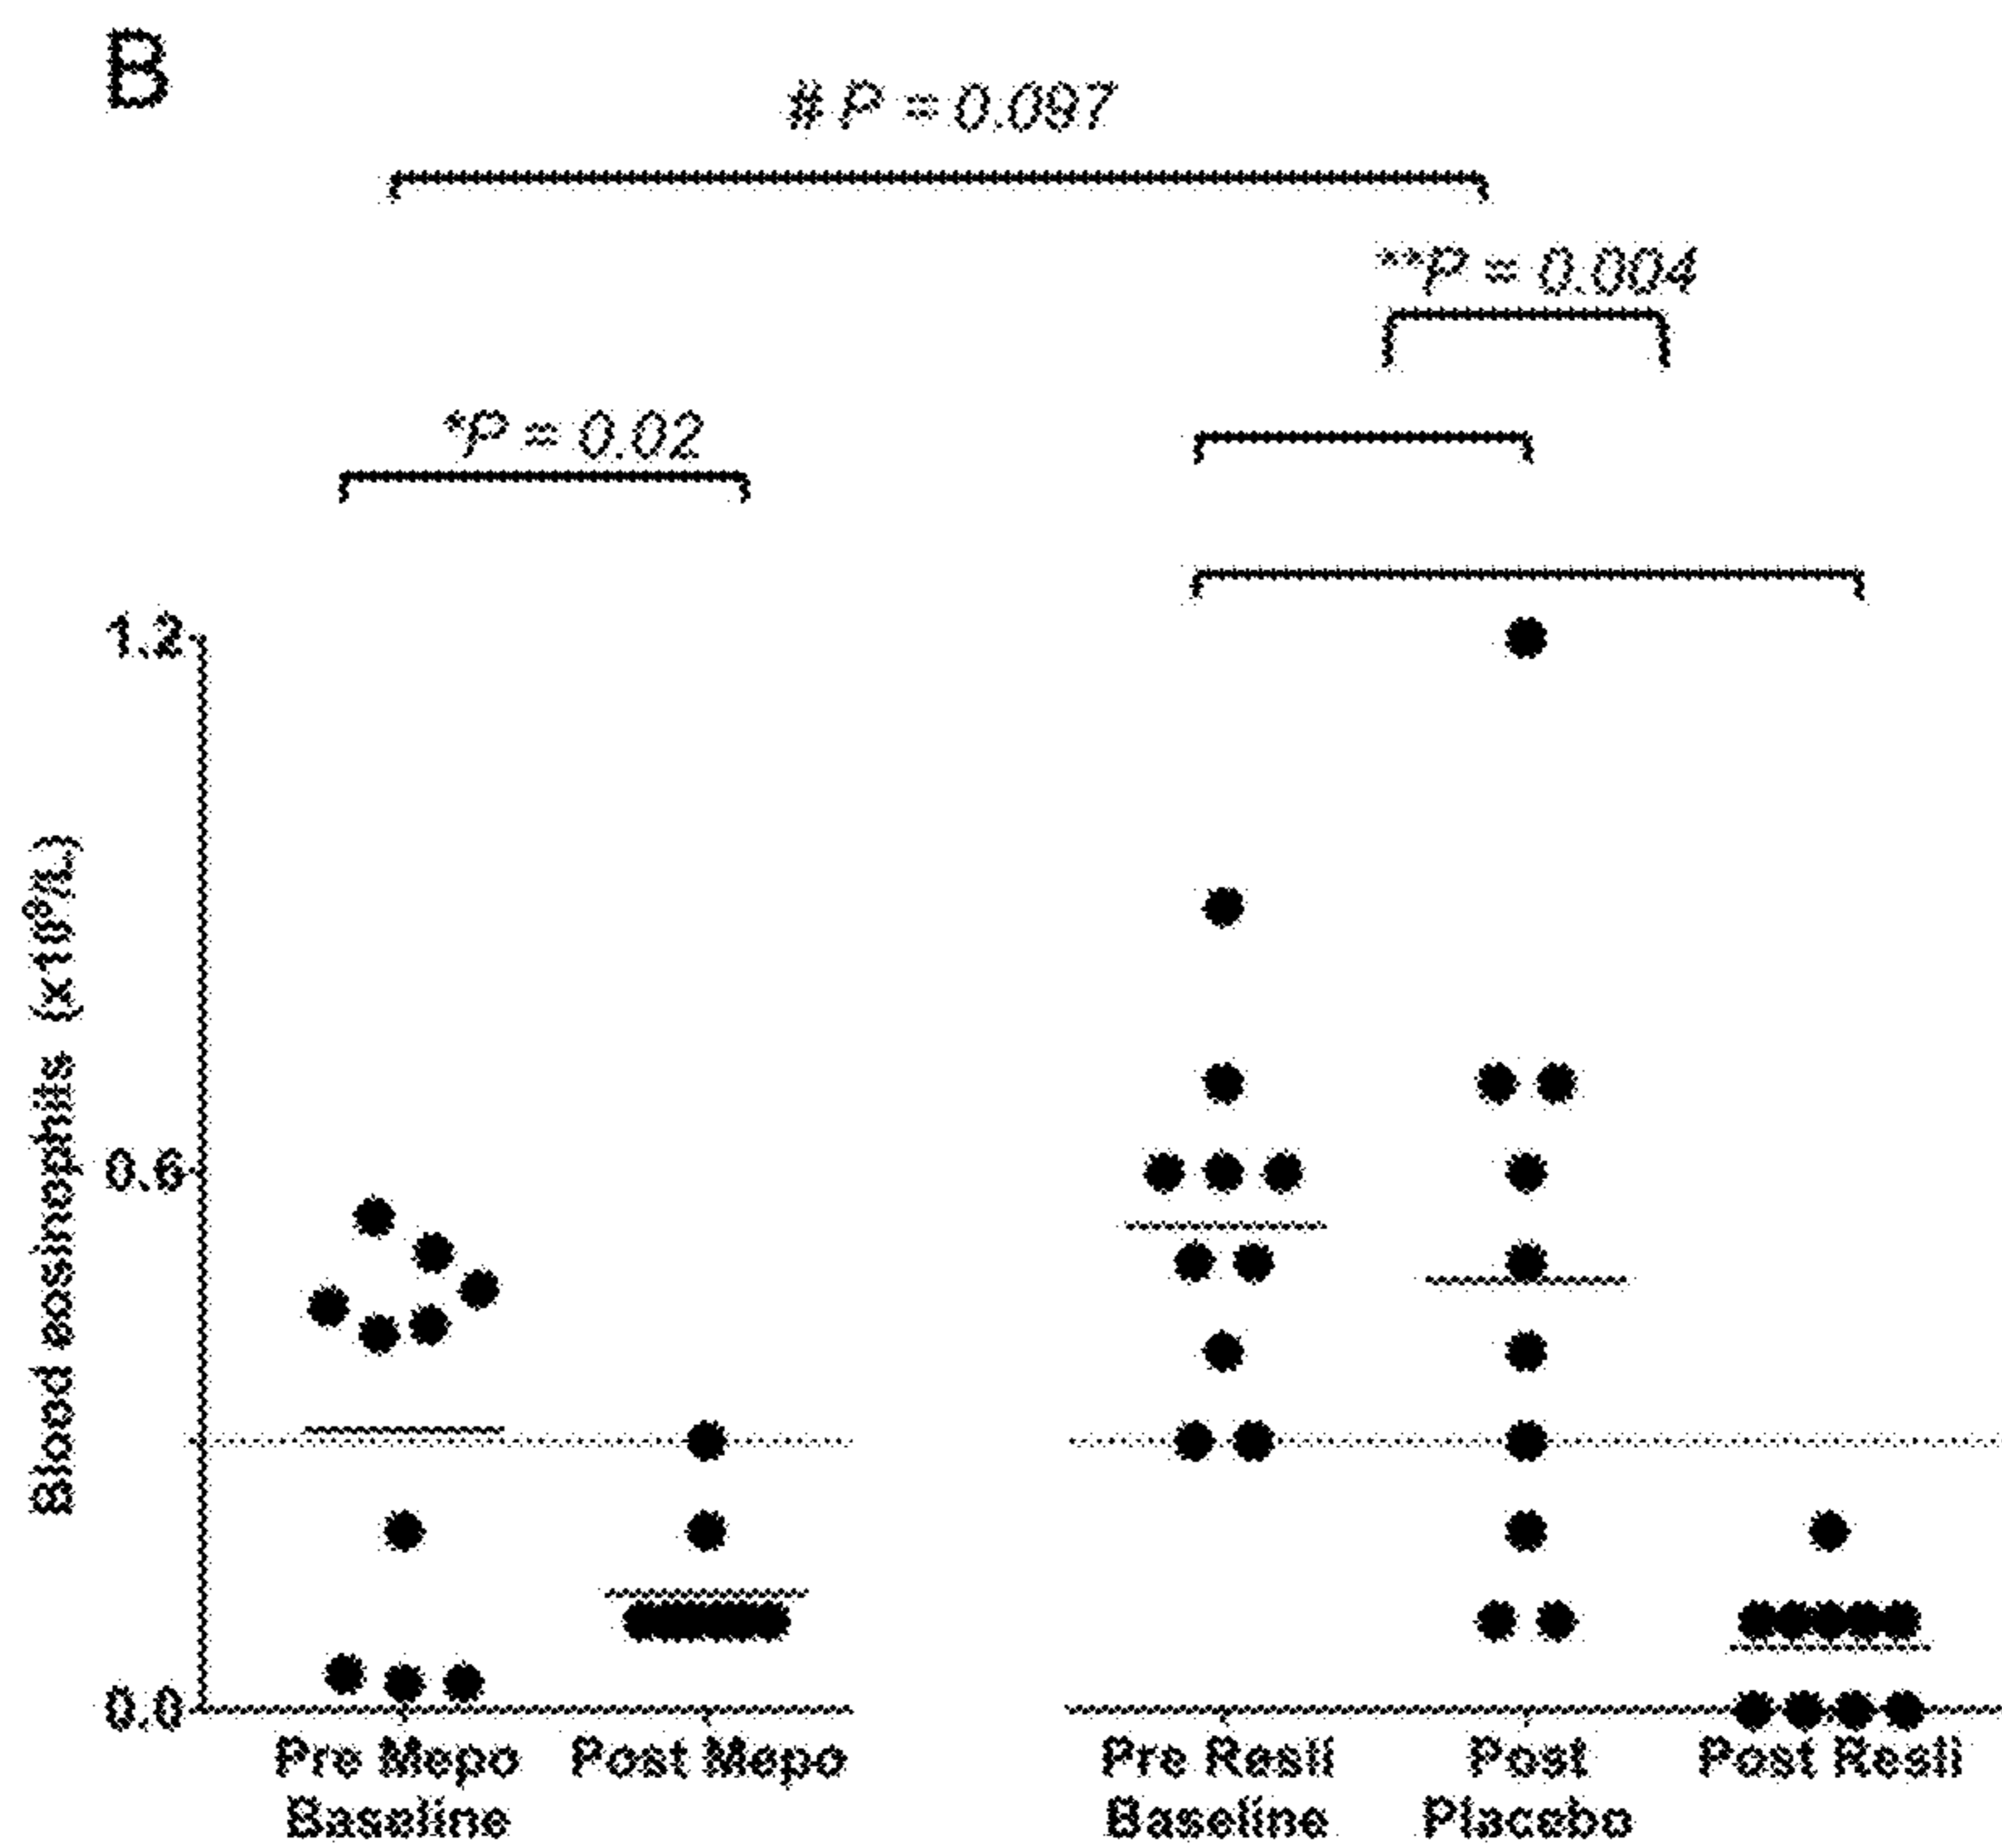 B
# P = 0.097
**P = 0.004
*P = 0.02
1.2
0.6
0.0
Blood eosinophils (x10⁹/L)
Pre Mepo
Baseline
Post Mepo
Pre Resli
Baseline
Post
Placebo
Post Resli